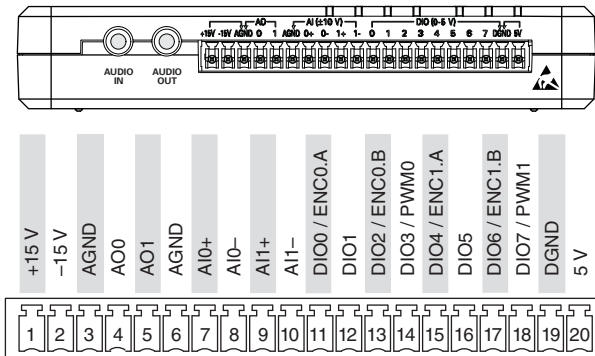 AO AI (±10 V) DIO (0-5 V)
+15V -15V AGND 0 1 AGND 0+ 0- 1+ 1- 0 1 2 3 4 5 6 7 DGND 5V
AUDIO IN
AUDIO OUT
+15 V
–15 V
AGND
AO0
AO1
AGND
AI0+
AI0–
AI1+
AI1–
DIO0 / ENC0.A
DIO1
DIO2 / ENC0.B
DIO3 / PWM0
DIO4 / ENC1.A
DIO5
DIO6 / ENC1.B
DIO7 / PWM1
DGND
5 V
1 2 3 4 5 6 7 8 9 10 11 12 13 14 15 16 17 18 19 20